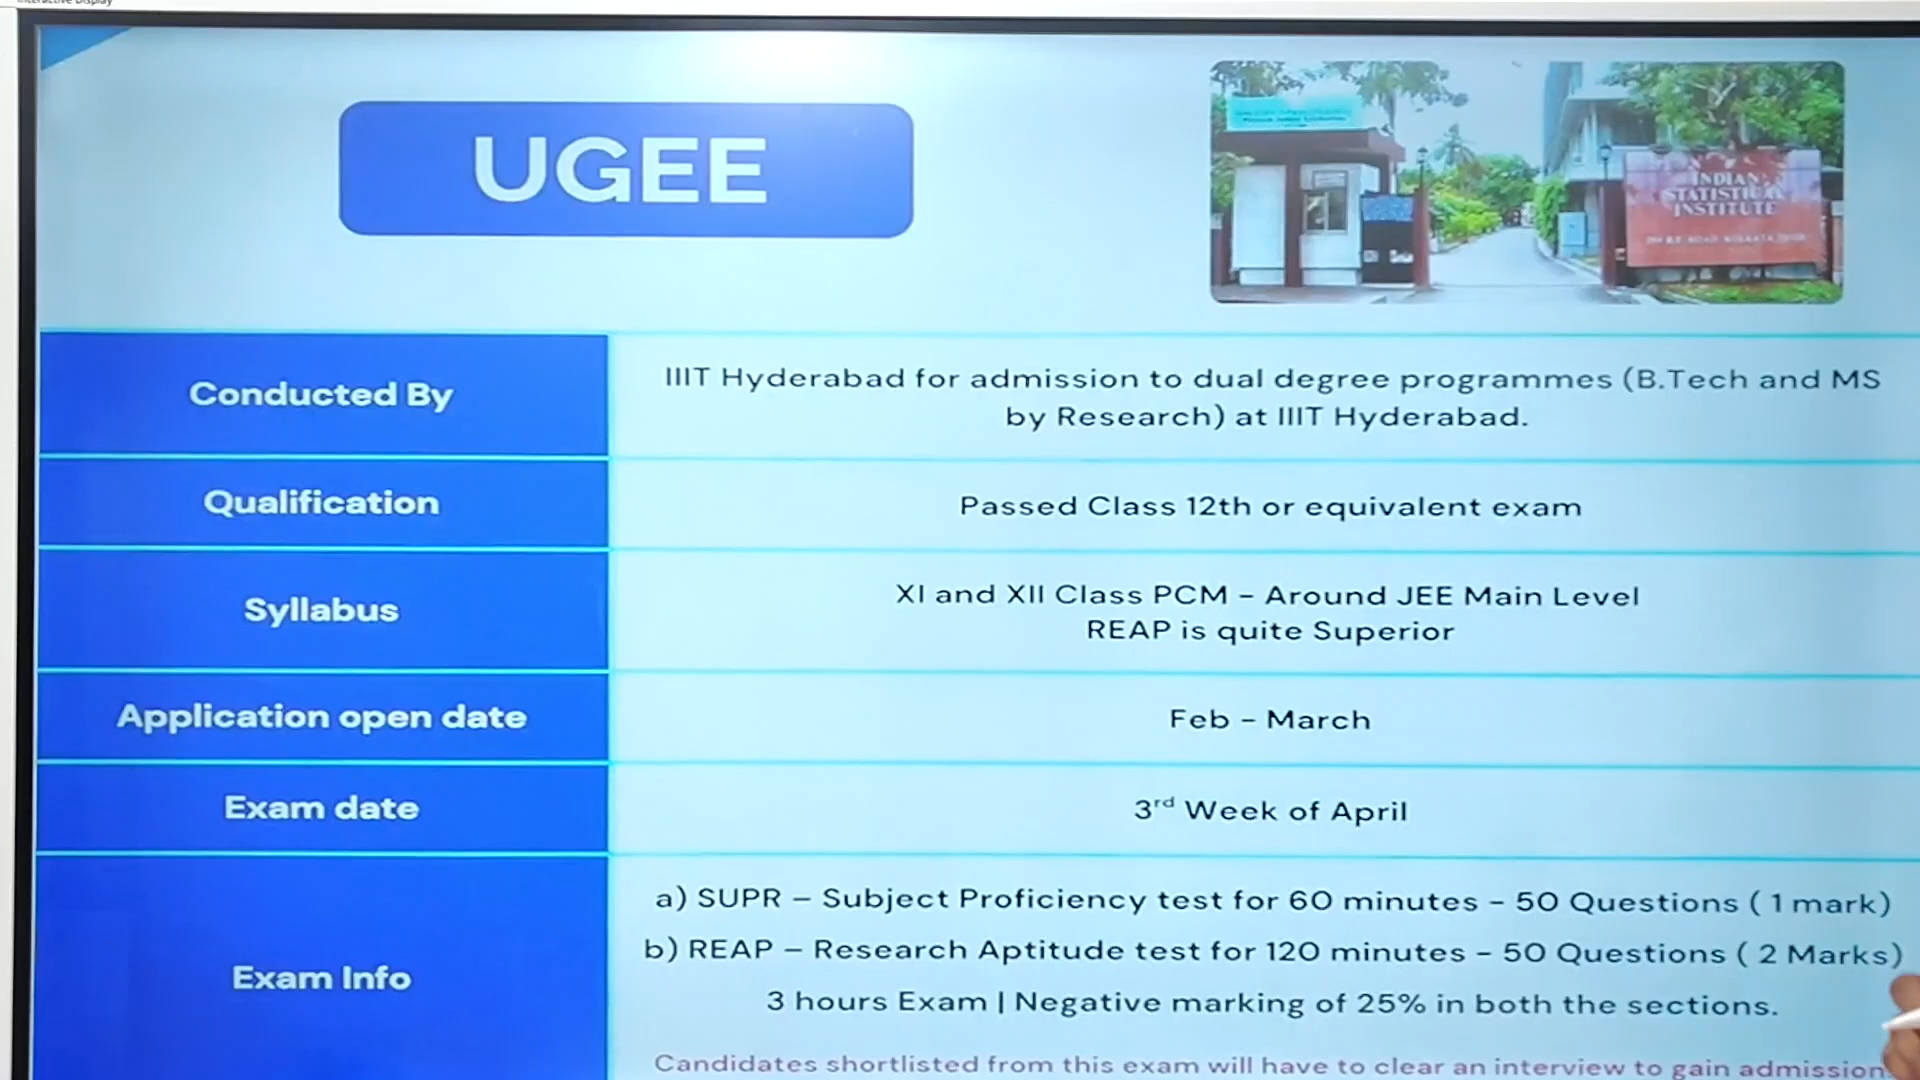 Interactive Display
UGEE
INDIAN
STATISTICAL
INSTITUTE
Conducted By
IIIT Hyderabad for admission to dual degree programmes (B.Tech and MS
by Research) at IIIT Hyderabad.
Qualification
Passed Class 12th or equivalent exam
Syllabus
XI and XII Class PCM - Around JEE Main Level
REAP is quite Superior
Application open date
Feb - March
Exam date
3rd Week of April
Exam Info
a) SUPR – Subject Proficiency test for 60 minutes - 50 Questions ( 1 mark)
b) REAP – Research Aptitude test for 120 minutes - 50 Questions ( 2 Marks)
3 hours Exam | Negative marking of 25% in both the sections.
Candidates shortlisted from this exam will have to clear an interview to gain admission.